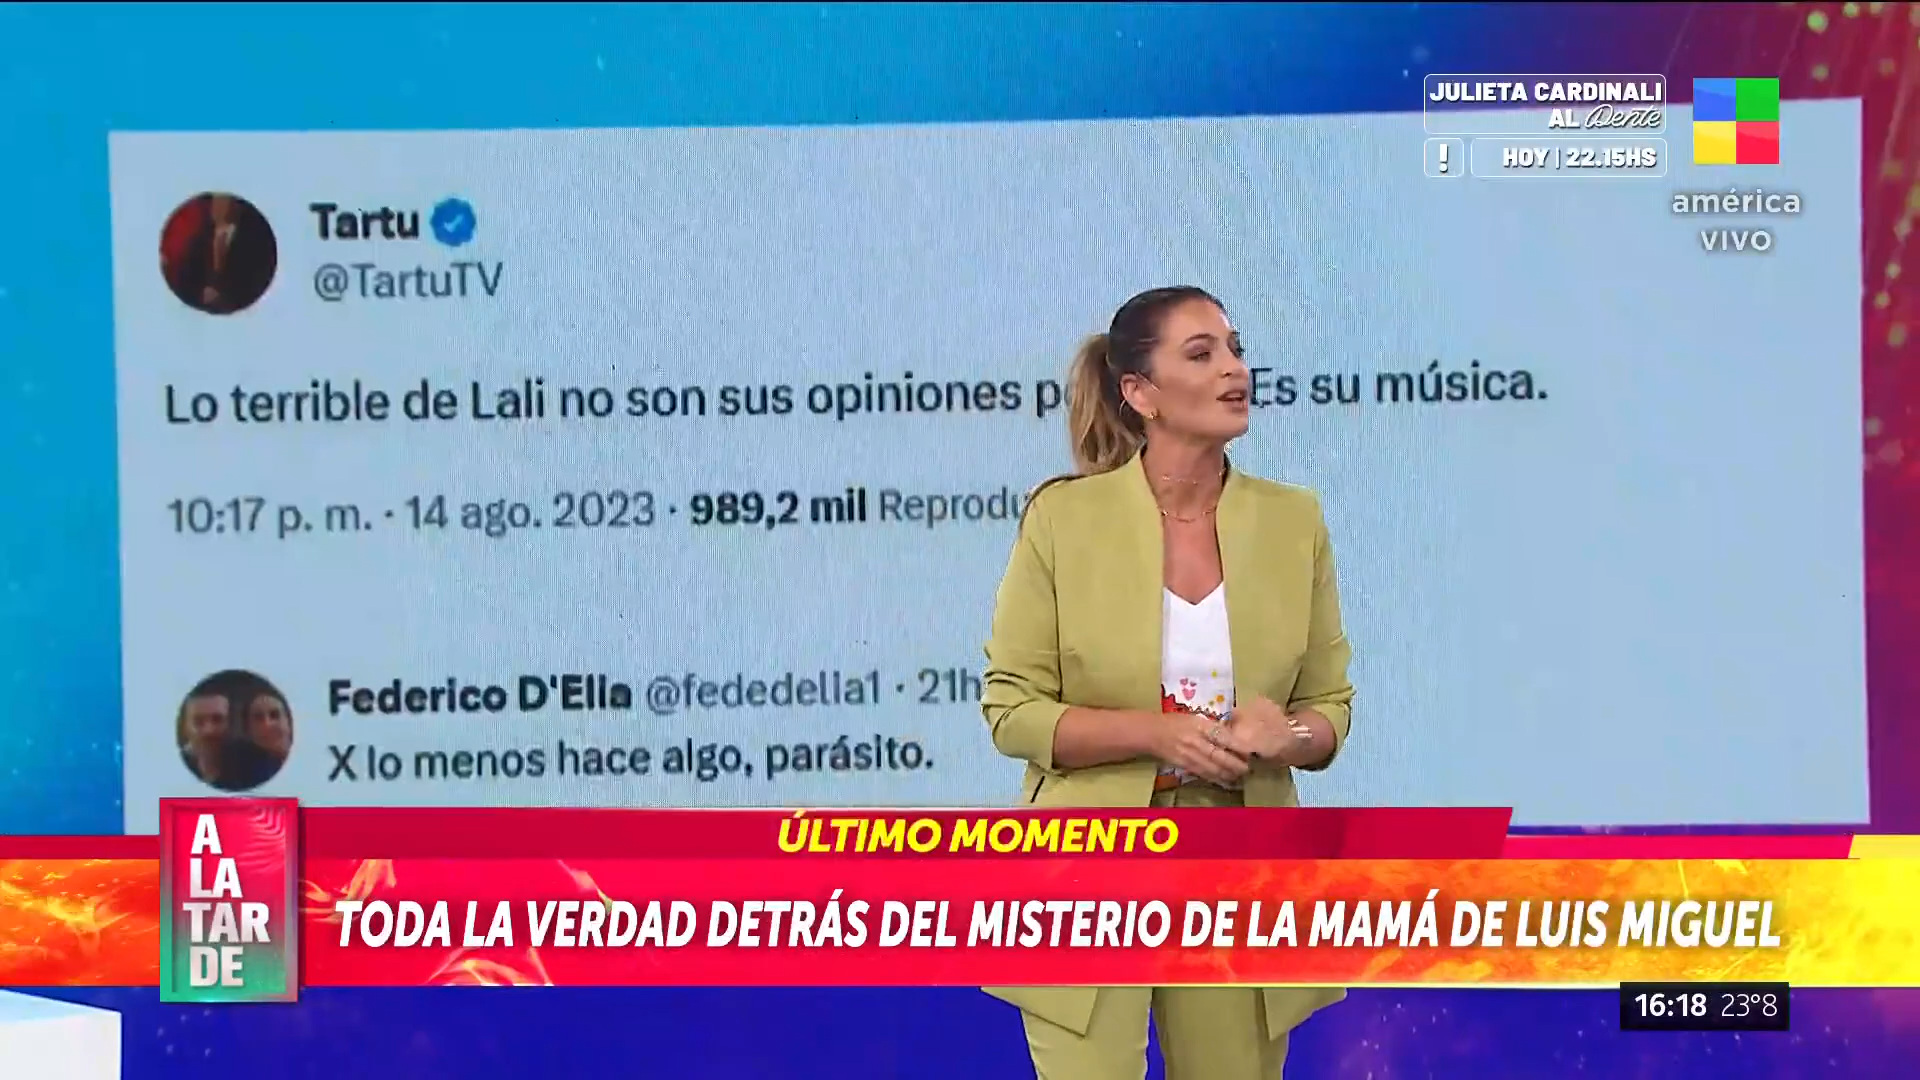 JULIETA CARDINALI
AL Dente
! HOY | 22.15HS
américa
VIVO
Tartu
@TartuTV
Lo terrible de Lali no son sus opiniones Es su música.
10:17 p. m. · 14 ago. 2023 · 989,2 mil
Federico D'Elia @fededelia1 · 21h
X lo menos hace algo, parásito.
A
LA
TAR
DE
ÚLTIMO MOMENTO
TODA LA VERDAD DETRÁS DEL MISTERIO DE LA MAMÁ DE LUIS MIGUEL
16:18 23°8